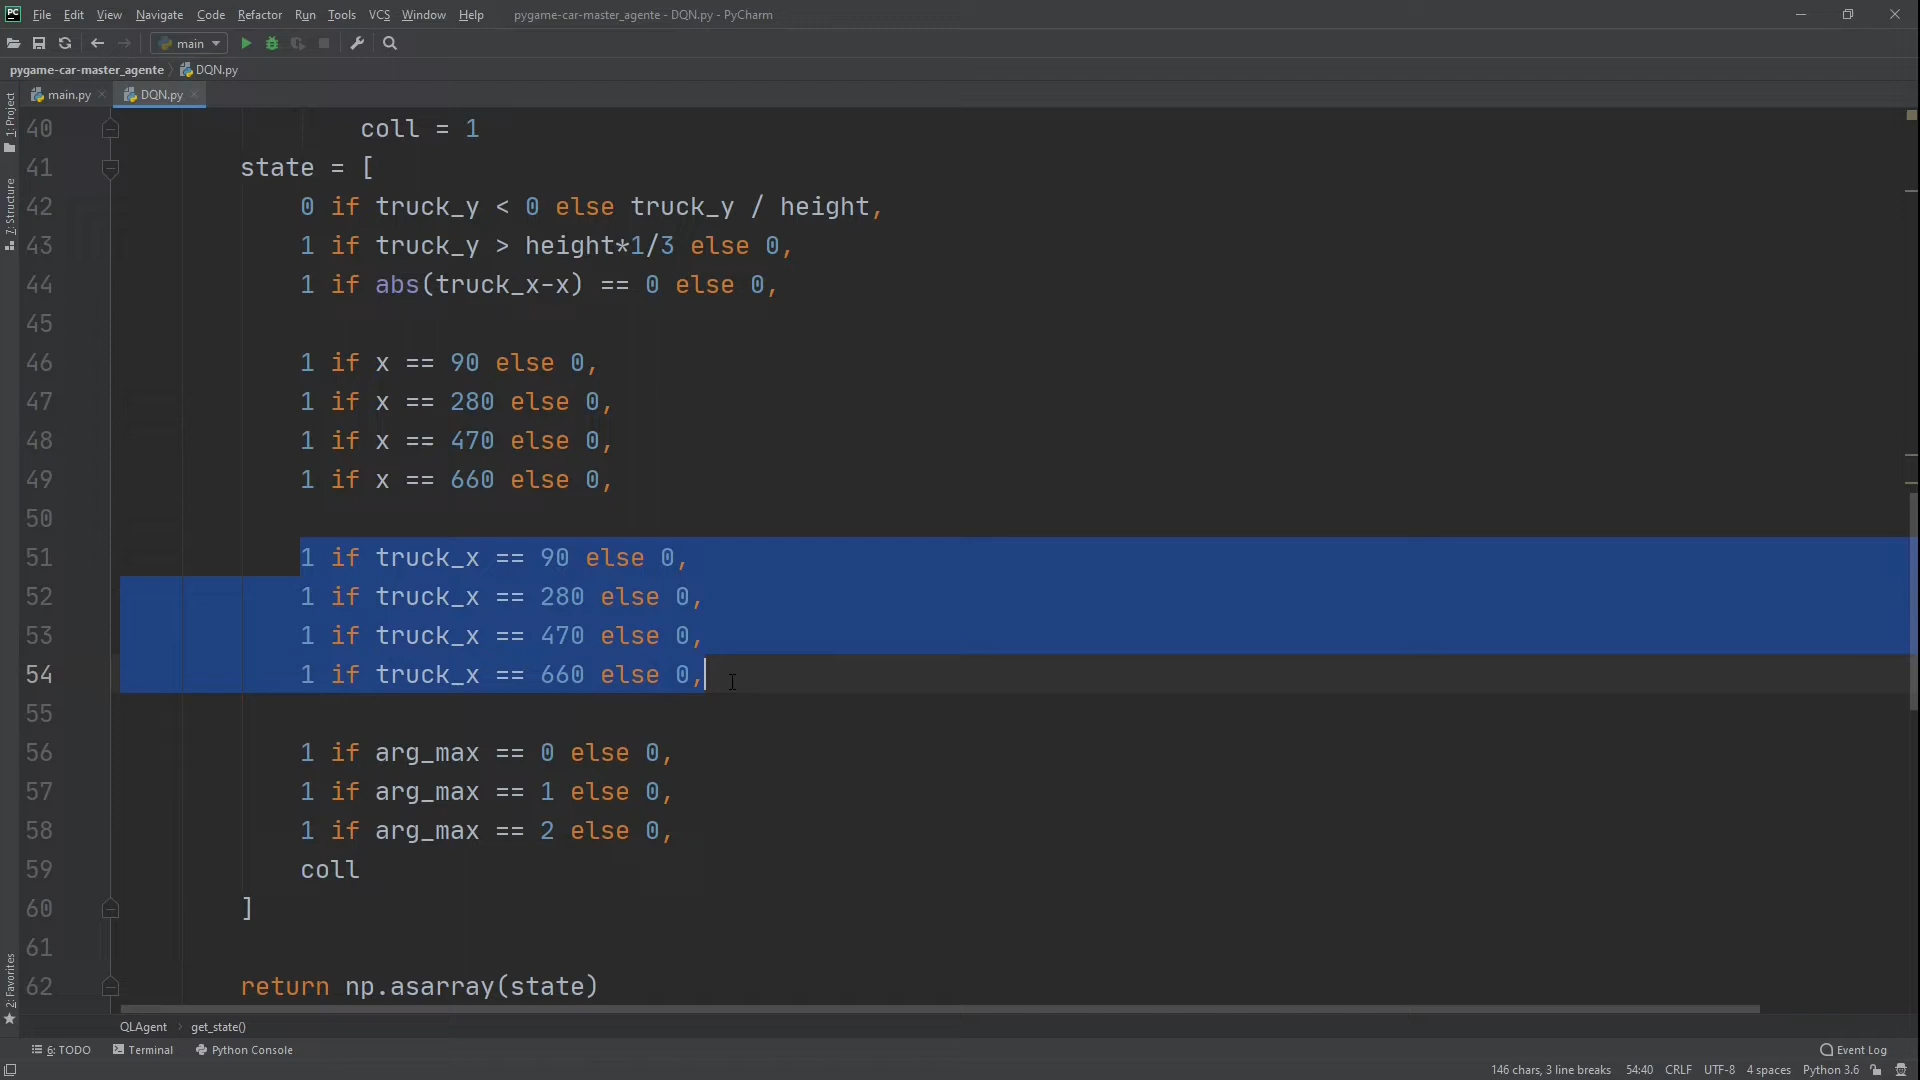 File Edit View Navigate Code Refactor Run Tools VCS Window Help pygame-car-master_agente - DQN.py - PyCharm
main
pygame-car-master_agente DQN.py
main.py DQN.py
1: Project
7: Structure
2: Favorites
40 coll = 1
41 state = [
42 0 if truck_y < 0 else truck_y / height,
43 1 if truck_y > height*1/3 else 0,
44 1 if abs(truck_x-x) == 0 else 0,
45
46 1 if x == 90 else 0,
47 1 if x == 280 else 0,
48 1 if x == 470 else 0,
49 1 if x == 660 else 0,
50
51 1 if truck_x == 90 else 0,
52 1 if truck_x == 280 else 0,
53 1 if truck_x == 470 else 0,
54 1 if truck_x == 660 else 0,
55
56 1 if arg_max == 0 else 0,
57 1 if arg_max == 1 else 0,
58 1 if arg_max == 2 else 0,
59 coll
60 ]
61
62 return np.asarray(state)
QLAgent get_state()
6: TODO Terminal Python Console Event Log
146 chars, 3 line breaks 54:40 CRLF UTF-8 4 spaces Python 3.6